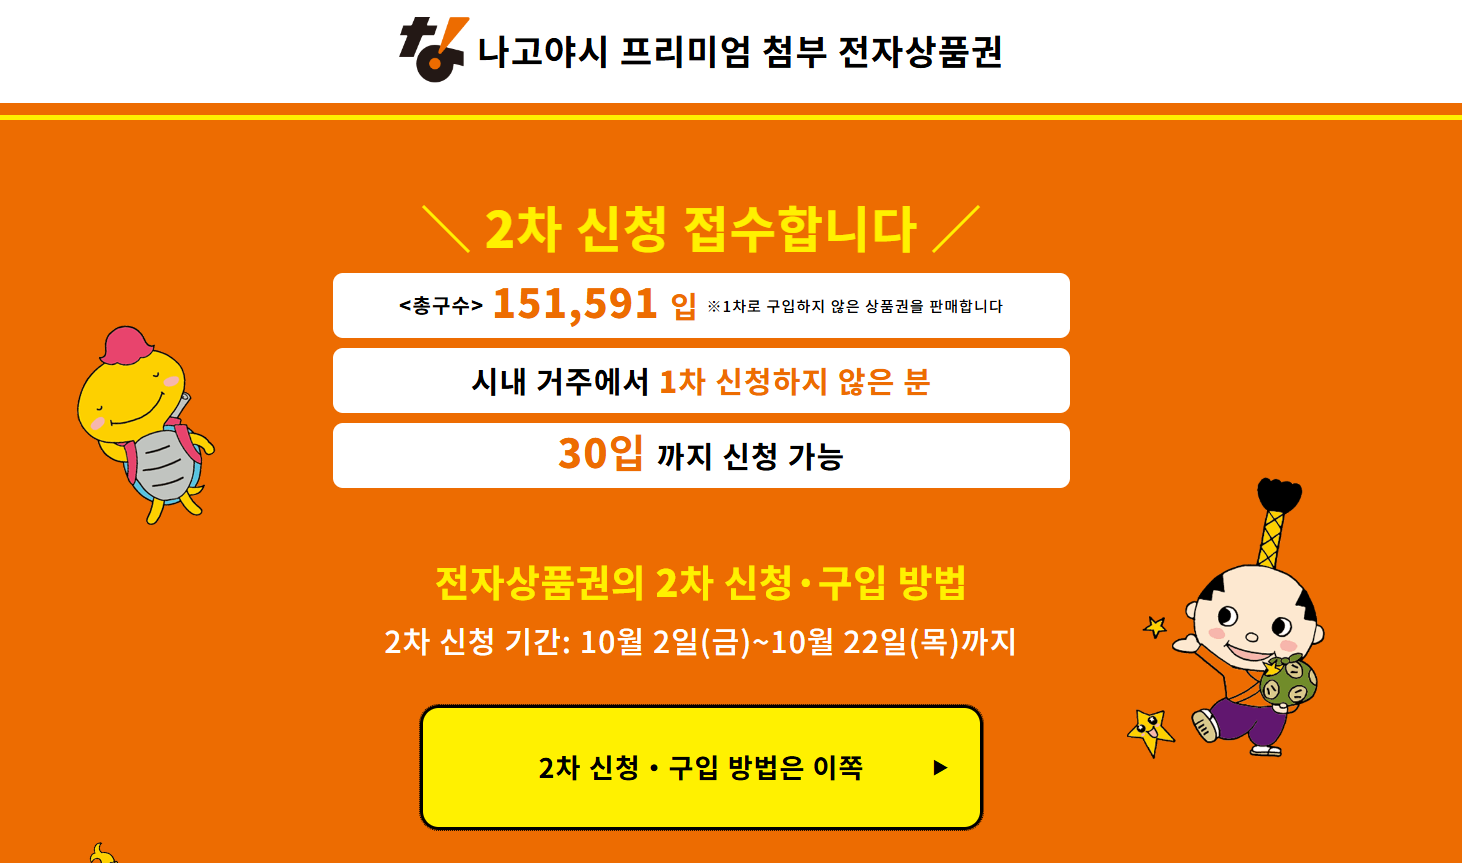 나고야시 프리미엄 첨부 전자상품권
2차 신청 접수합니다
<총구수> 151,591 입 ※1차로 구입하지 않은 상품권을 판매합니다
시내 거주에서 1차 신청하지 않은 분
30입 까지 신청 가능
전자상품권의 2차 신청・구입 방법
2차 신청 기간: 10월 2일(금)~10월 22일(목)까지
2차 신청・구입 방법은 이쪽 ▶